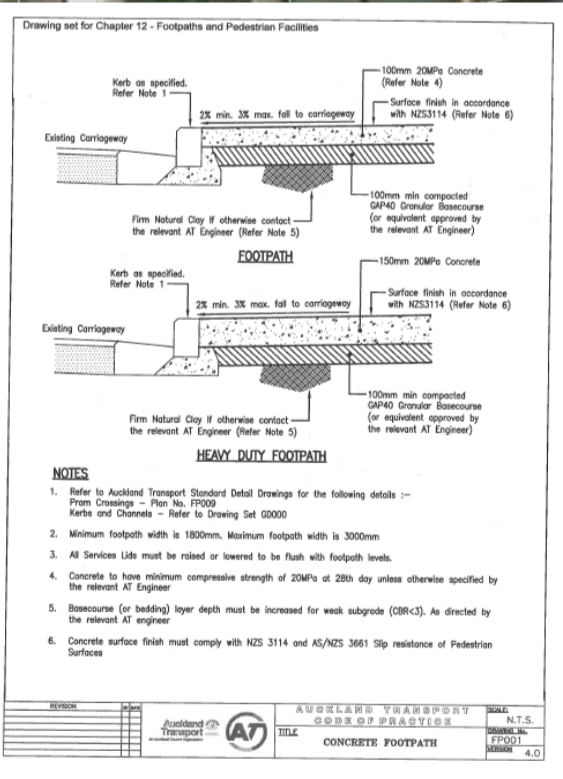 Drawing set for Chapter 12 - Footpaths and Pedestrian Facilities
Kerb as specified.
Refer Note 1
100mm 20MPa Concrete
(Refer Note 4)
2% min. 3% max. fall to carriageway
Surface finish in accordance
with NZS3114 (Refer Note 6)
Existing Carriageway
100mm min compacted
GAP40 Granular Basecourse
(or equivalent approved by
the relevant AT Engineer)
Firm Natural Clay If otherwise contact
the relevant AT Engineer (Refer Note 5)
FOOTPATH
Kerb as specified.
Refer Note 1
150mm 20MPa Concrete
2% min. 3% max. fall to carriageway
Surface finish in accordance
with NZS3114 (Refer Note 6)
Existing Carriageway
100mm min compacted
GAP40 Granular Basecourse
(or equivalent approved by
the relevant AT Engineer)
Firm Natural Clay If otherwise contact
the relevant AT Engineer (Refer Note 5)
HEAVY DUTY FOOTPATH
NOTES
1. Refer to Auckland Transport Standard Detail Drawings for the following details :-
Pram Crossings - Plan No. FP009
Kerbs and Channels - Refer to Drawing Set GD000
2. Minimum footpath width is 1800mm. Maximum footpath width is 3000mm
3. All Services Lids must be raised or lowered to be flush with footpath levels.
4. Concrete to have minimum compressive strength of 20MPa at 28th day unless otherwise specified by
the relevant AT Engineer
5. Basecourse (or bedding) layer depth must be increased for weak subgrade (CBR<3). As directed by
the relevant AT engineer
6. Concrete surface finish must comply with NZS 3114 and AS/NZS 3661 Slip resistance of Pedestrian
Surfaces
REVISION
Auckland
Transport
AT
AUCKLAND TRANSPORT
CODE OF PRACTICE
TITLE
CONCRETE FOOTPATH
SCALE
N.T.S.
DRAWING No.
FP001
VERSION
4.0